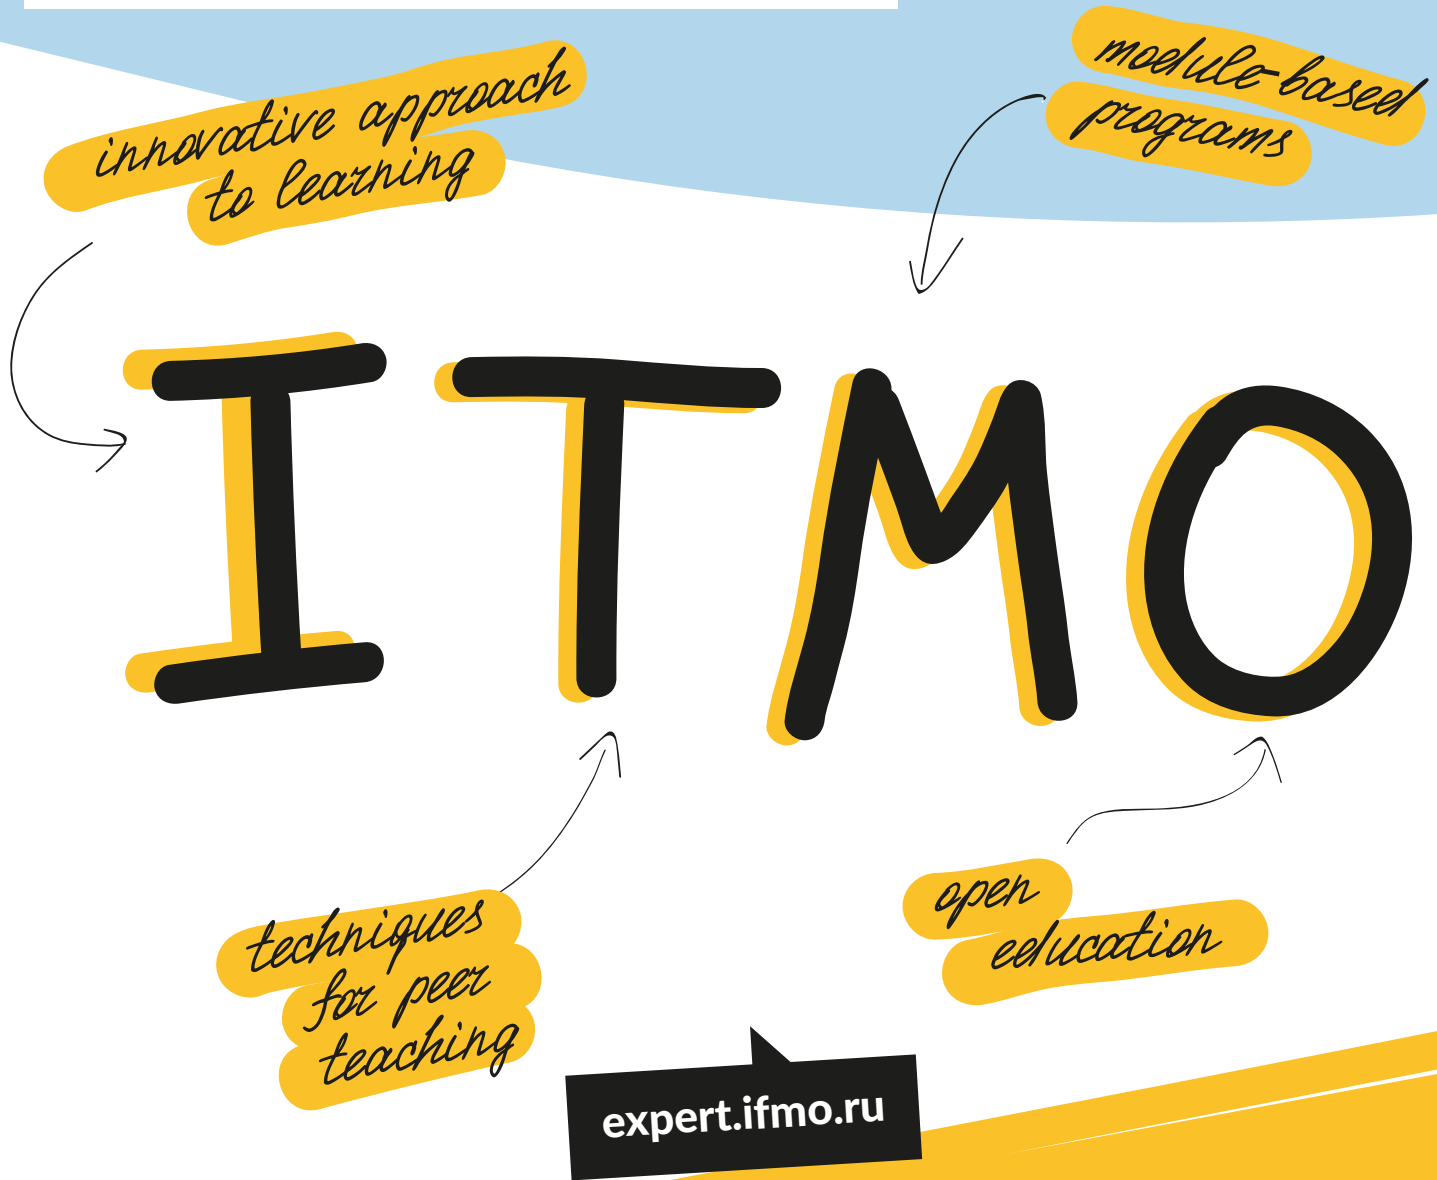 innovative approach
to learning
module-based
programs
ITMO
techniques
for peer
teaching
open
education
expert.ifmo.ru